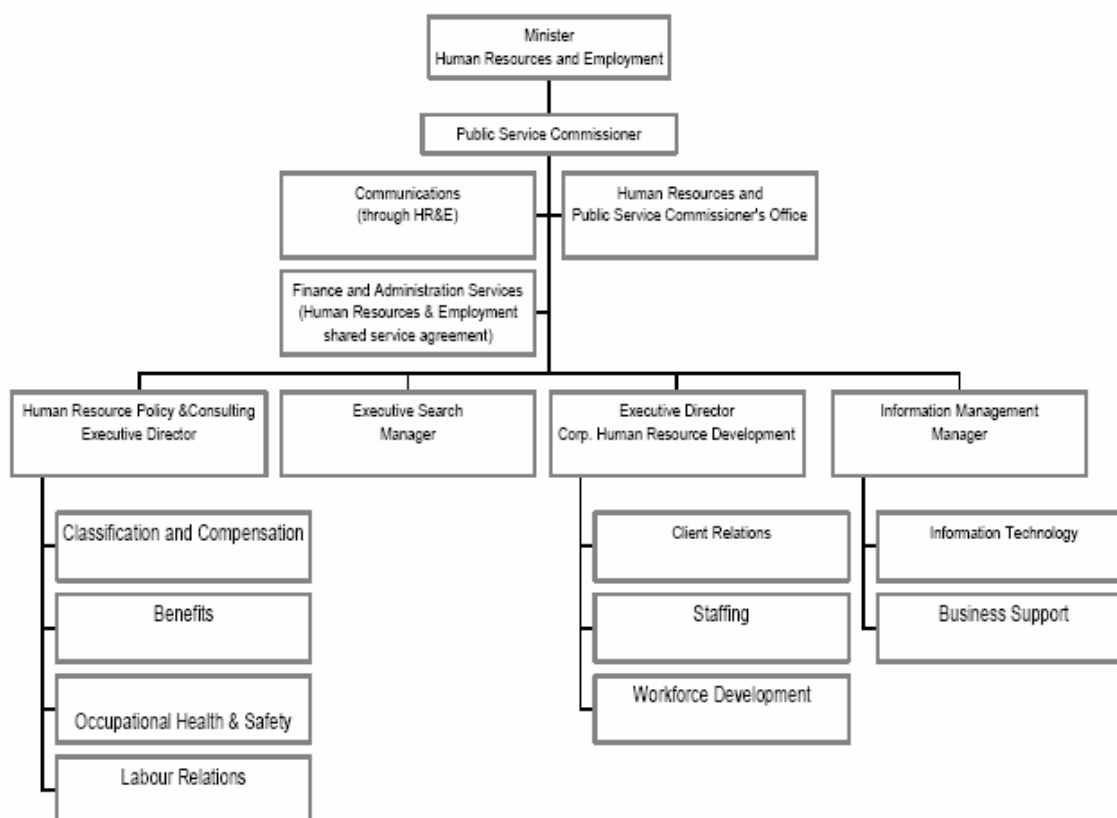 Minister
Human Resources and Employment
Public Service Commissioner
Communications
(through HR&E)
Human Resources and
Public Service Commissioner's Office
Finance and Administration Services
(Human Resources & Employment
shared service agreement)
Human Resource Policy &Consulting
Executive Director
Executive Search
Manager
Executive Director
Corp. Human Resource Development
Information Management
Manager
Classification and Compensation
Benefits
Occupational Health & Safety
Labour Relations
Client Relations
Staffing
Workforce Development
Information Technology
Business Support